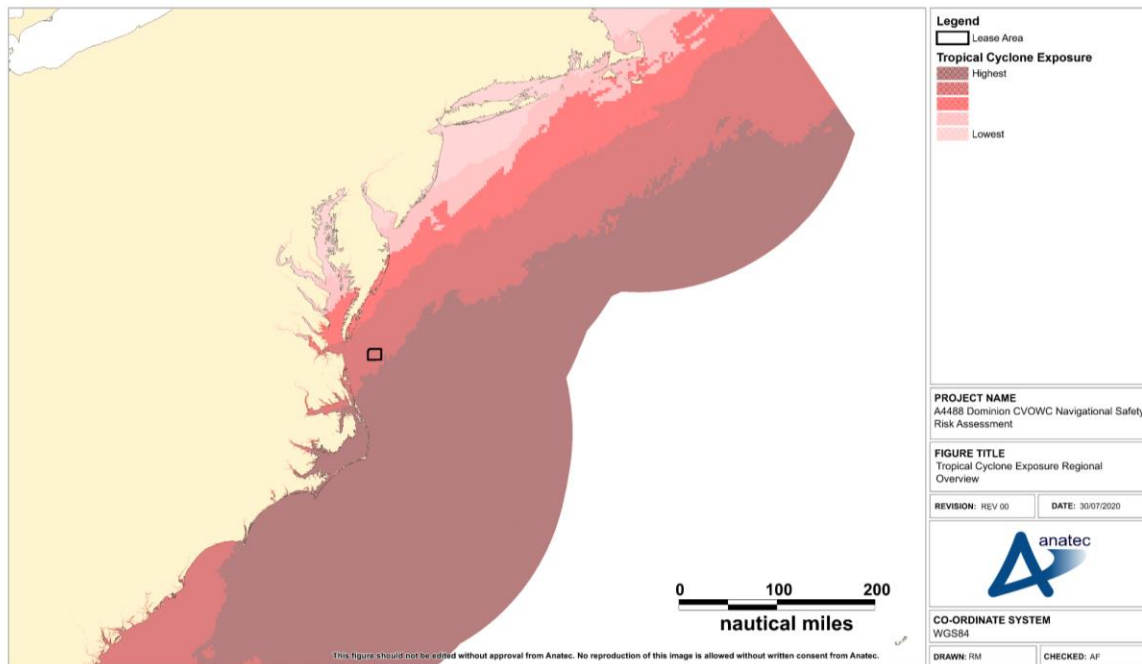 Legend
Lease Area
Tropical Cyclone Exposure
Highest
Lowest
PROJECT NAME
A4488 Dominion CVOWC Navigational Safety
Risk Assessment
FIGURE TITLE
Tropical Cyclone Exposure Regional
Overview
REVISION: REV 00 DATE: 30/07/2020
anatec
CO-ORDINATE SYSTEM
WGS84
DRAWN: RM CHECKED: AF
0 100 200
nautical miles
This figure should not be edited without approval from Anatec. No reproduction of this image is allowed without written consent from Anatec.